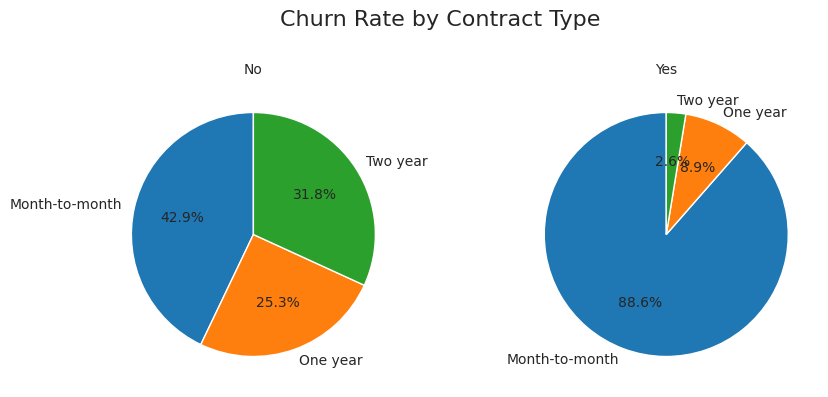 Churn Rate by Contract Type
No
Two year
Month-to-month
31.8%
42.9%
25.3%
One year
Yes
Two year
One year
2.6%
8.9%
88.6%
Month-to-month